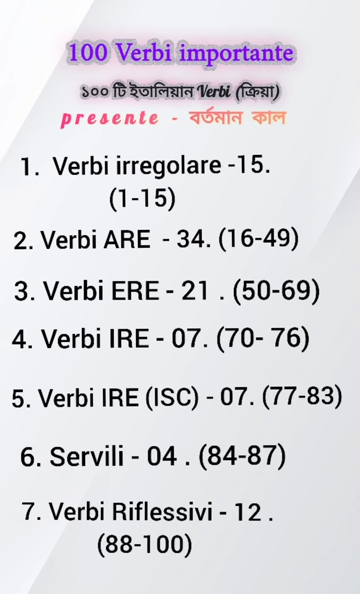 100 Verbi importante
১০০ টি ইতালিয়ান Verbi (ক্রিয়া)
presente - বর্তমান কাল
1. Verbi irregolare -15.
(1-15)
2. Verbi ARE - 34. (16-49)
3. Verbi ERE - 21 . (50-69)
4. Verbi IRE - 07. (70- 76)
5. Verbi IRE (ISC) - 07. (77-83)
6. Servili - 04 . (84-87)
7. Verbi Riflessivi - 12 .
(88-100)